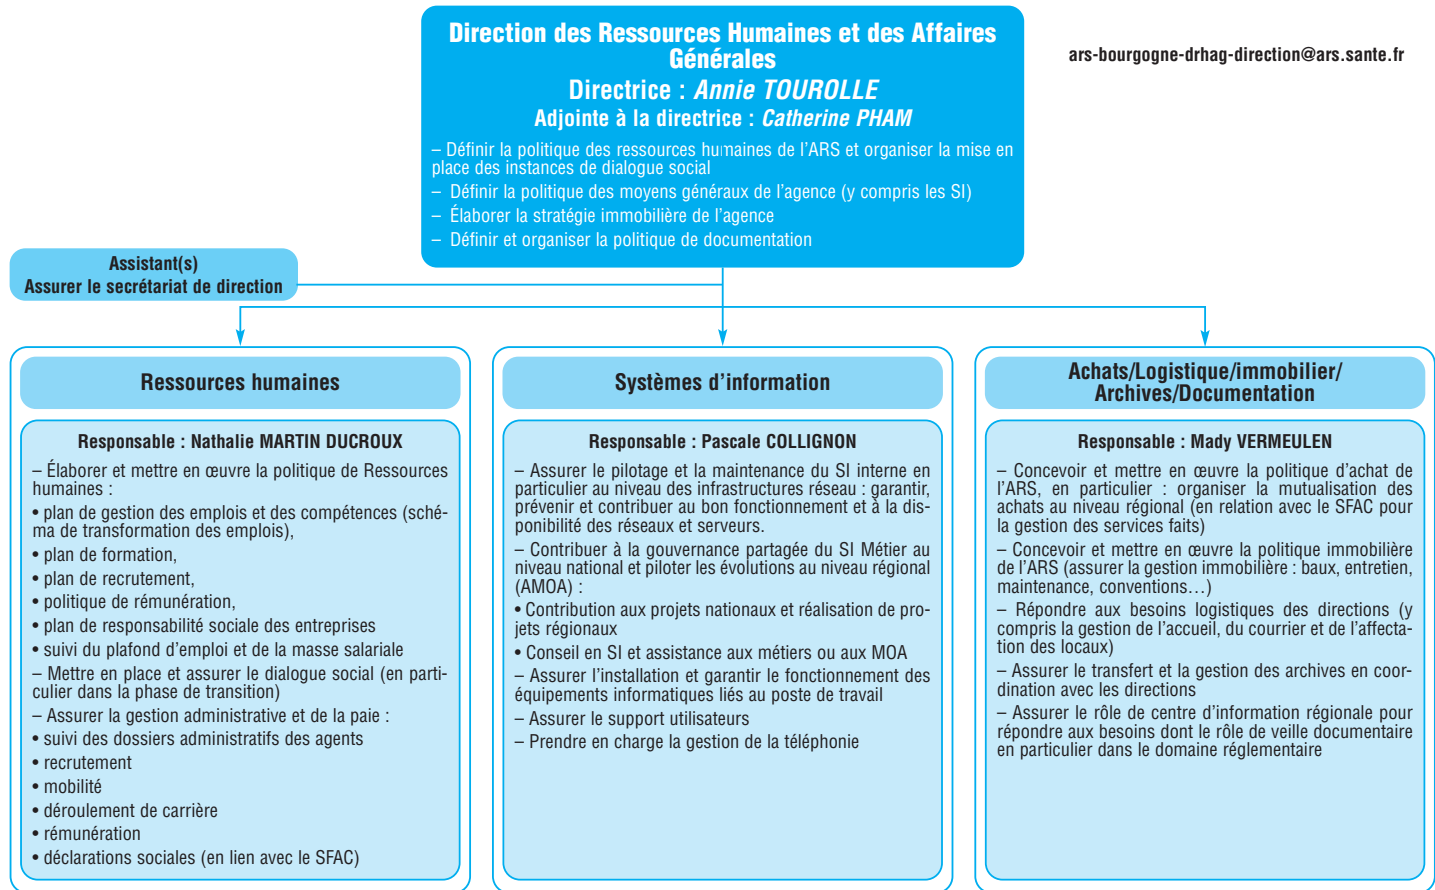 Direction des Ressources Humaines et des Affaires
Générales
Directrice : Annie TOUROLLE
Adjointe à la directrice : Catherine PHAM
– Définir la politique des ressources humaines de l’ARS et organiser la mise en
place des instances de dialogue social
– Définir la politique des moyens généraux de l’agence (y compris les SI)
– Élaborer la stratégie immobilière de l’agence
– Définir et organiser la politique de documentation
ars-bourgogne-drhag-direction@ars.sante.fr
Assistant(s)
Assurer le secrétariat de direction
Ressources humaines
Responsable : Nathalie MARTIN DUCROUX
– Élaborer et mettre en œuvre la politique de Ressources
humaines :
• plan de gestion des emplois et des compétences (sché-
ma de transformation des emplois),
• plan de formation,
• plan de recrutement,
• politique de rémunération,
• plan de responsabilité sociale des entreprises
• suivi du plafond d’emploi et de la masse salariale
– Mettre en place et assurer le dialogue social (en parti-
culier dans la phase de transition)
– Assurer la gestion administrative et de la paie :
• suivi des dossiers administratifs des agents
• recrutement
• mobilité
• déroulement de carrière
• rémunération
• déclarations sociales (en lien avec le SFAC)
Systèmes d’information
Responsable : Pascale COLLIGNON
– Assurer le pilotage et la maintenance du SI interne en
particulier au niveau des infrastructures réseau : garantir,
prévenir et contribuer au bon fonctionnement et à la dis-
ponibilité des réseaux et serveurs.
– Contribuer à la gouvernance partagée du SI Métier au
niveau national et piloter les évolutions au niveau régional
(AMOA) :
• Contribution aux projets nationaux et réalisation de pro-
jets régionaux
• Conseil en SI et assistance aux métiers ou aux MOA
– Assurer l’installation et garantir le fonctionnement des
équipements informatiques liés au poste de travail
– Assurer le support utilisateurs
– Prendre en charge la gestion de la téléphonie
Achats/Logistique/immobilier/
Archives/Documentation
Responsable : Mady VERMEULEN
– Concevoir et mettre en œuvre la politique d’achat de
l’ARS, en particulier : organiser la mutualisation des
achats au niveau régional (en relation avec le SFAC pour
la gestion des services faits)
– Concevoir et mettre en œuvre la politique immobilière
de l’ARS (assurer la gestion immobilière : baux, entretien,
maintenance, conventions…)
– Répondre aux besoins logistiques des directions (y
compris la gestion de l’accueil, du courrier et de l’affecta-
tion des locaux)
– Assurer le transfert et la gestion des archives en coor-
dination avec les directions
– Assurer le rôle de centre d’information régionale pour
répondre aux besoins dont le rôle de veille documentaire
en particulier dans le domaine réglementaire